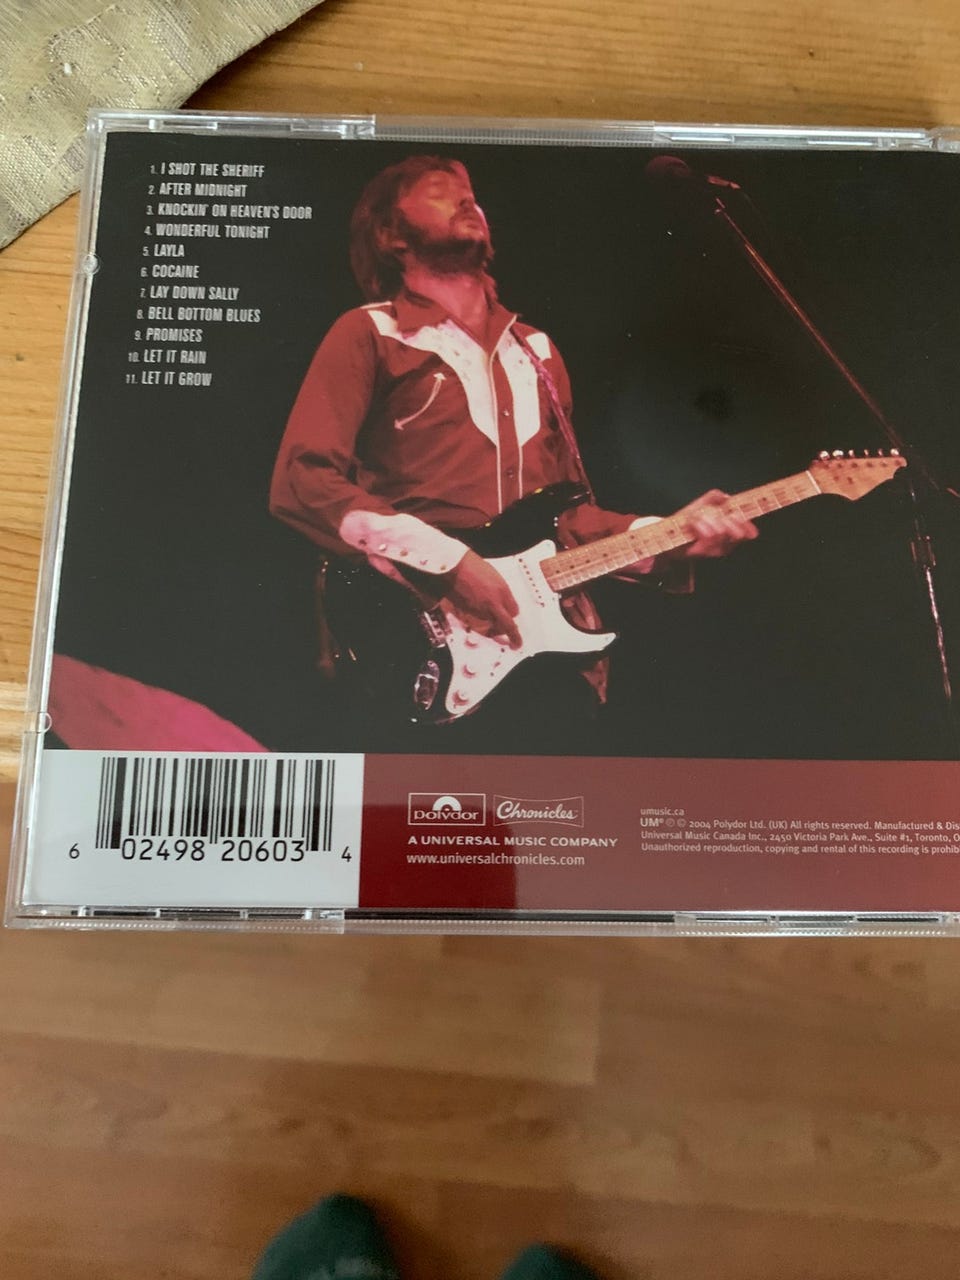 1. I SHOT THE SHERIFF
2. AFTER MIDNIGHT
3. KNOCKIN' ON HEAVEN'S DOOR
4. WONDERFUL TONIGHT
5. LAYLA
6. COCAINE
7. LAY DOWN SALLY
8. BELL BOTTOM BLUES
9. PROMISES
10. LET IT RAIN
11. LET IT GROW
6 02498 20603 4
polydor Chronicles
A UNIVERSAL MUSIC COMPANY
www.universalchronicles.com
umusic.ca
UM® ℗ © 2004 Polydor Ltd. (UK) All rights reserved. Manufactured & Dis
Universal Music Canada Inc., 2450 Victoria Park Ave., Suite #1, Toronto, O
Unauthorized reproduction, copying and rental of this recording is prohib